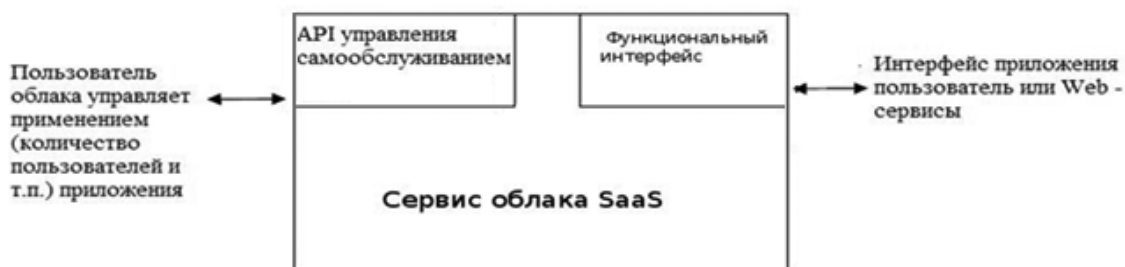 Пользователь
облака управляет
применением
(количество
пользователей и
т.п.) приложения
API управления
самообслуживанием
Функциональный
интерфейс
Интерфейс приложения
пользователь или Web -
сервисы
Сервис облака SaaS